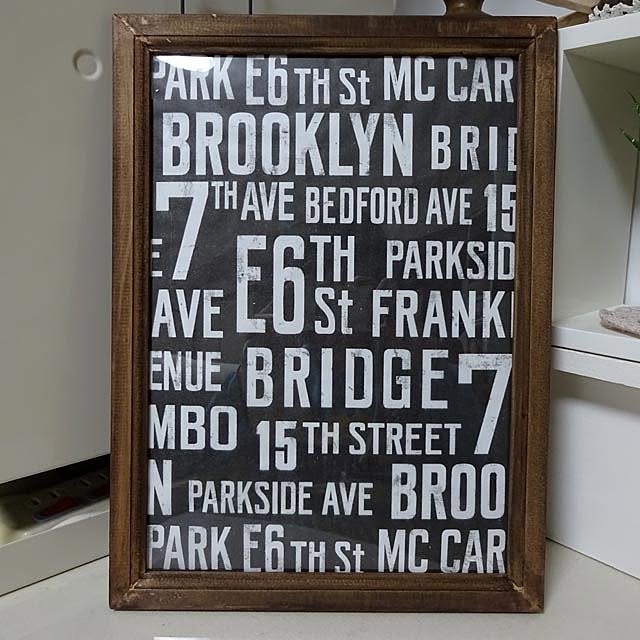 PARK E6TH St MC CAR
BROOKLYN BRID
7TH AVE BEDFORD AVE 15
E E6TH St PARKSID
AVE FRANKI
ENUE BRIDGE 7
MBO 15TH STREET
N PARKSIDE AVE BROO
PARK E6TH St MC CAR